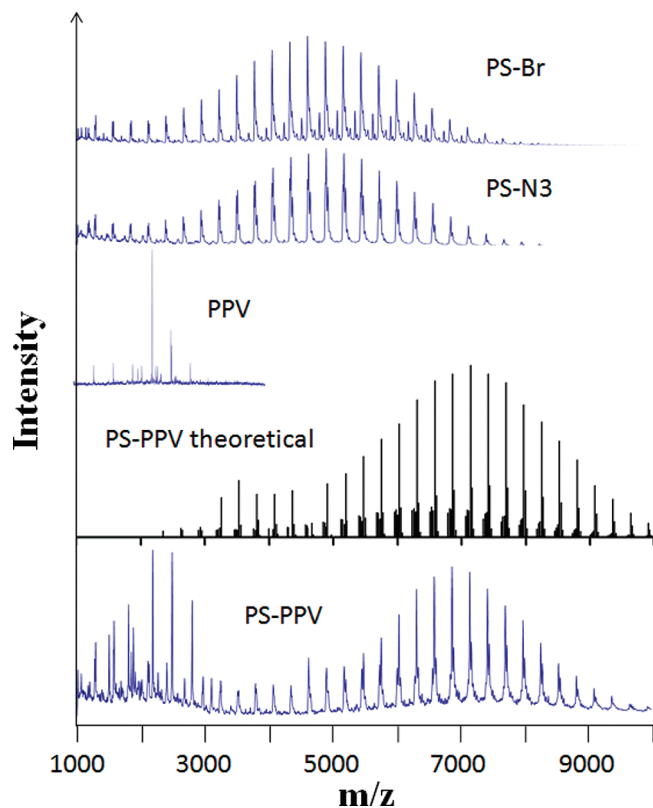 PS-Br
PS-N3
PPV
PS-PPV theoretical
PS-PPV
Intensity
1000 3000 5000 7000 9000
m/z